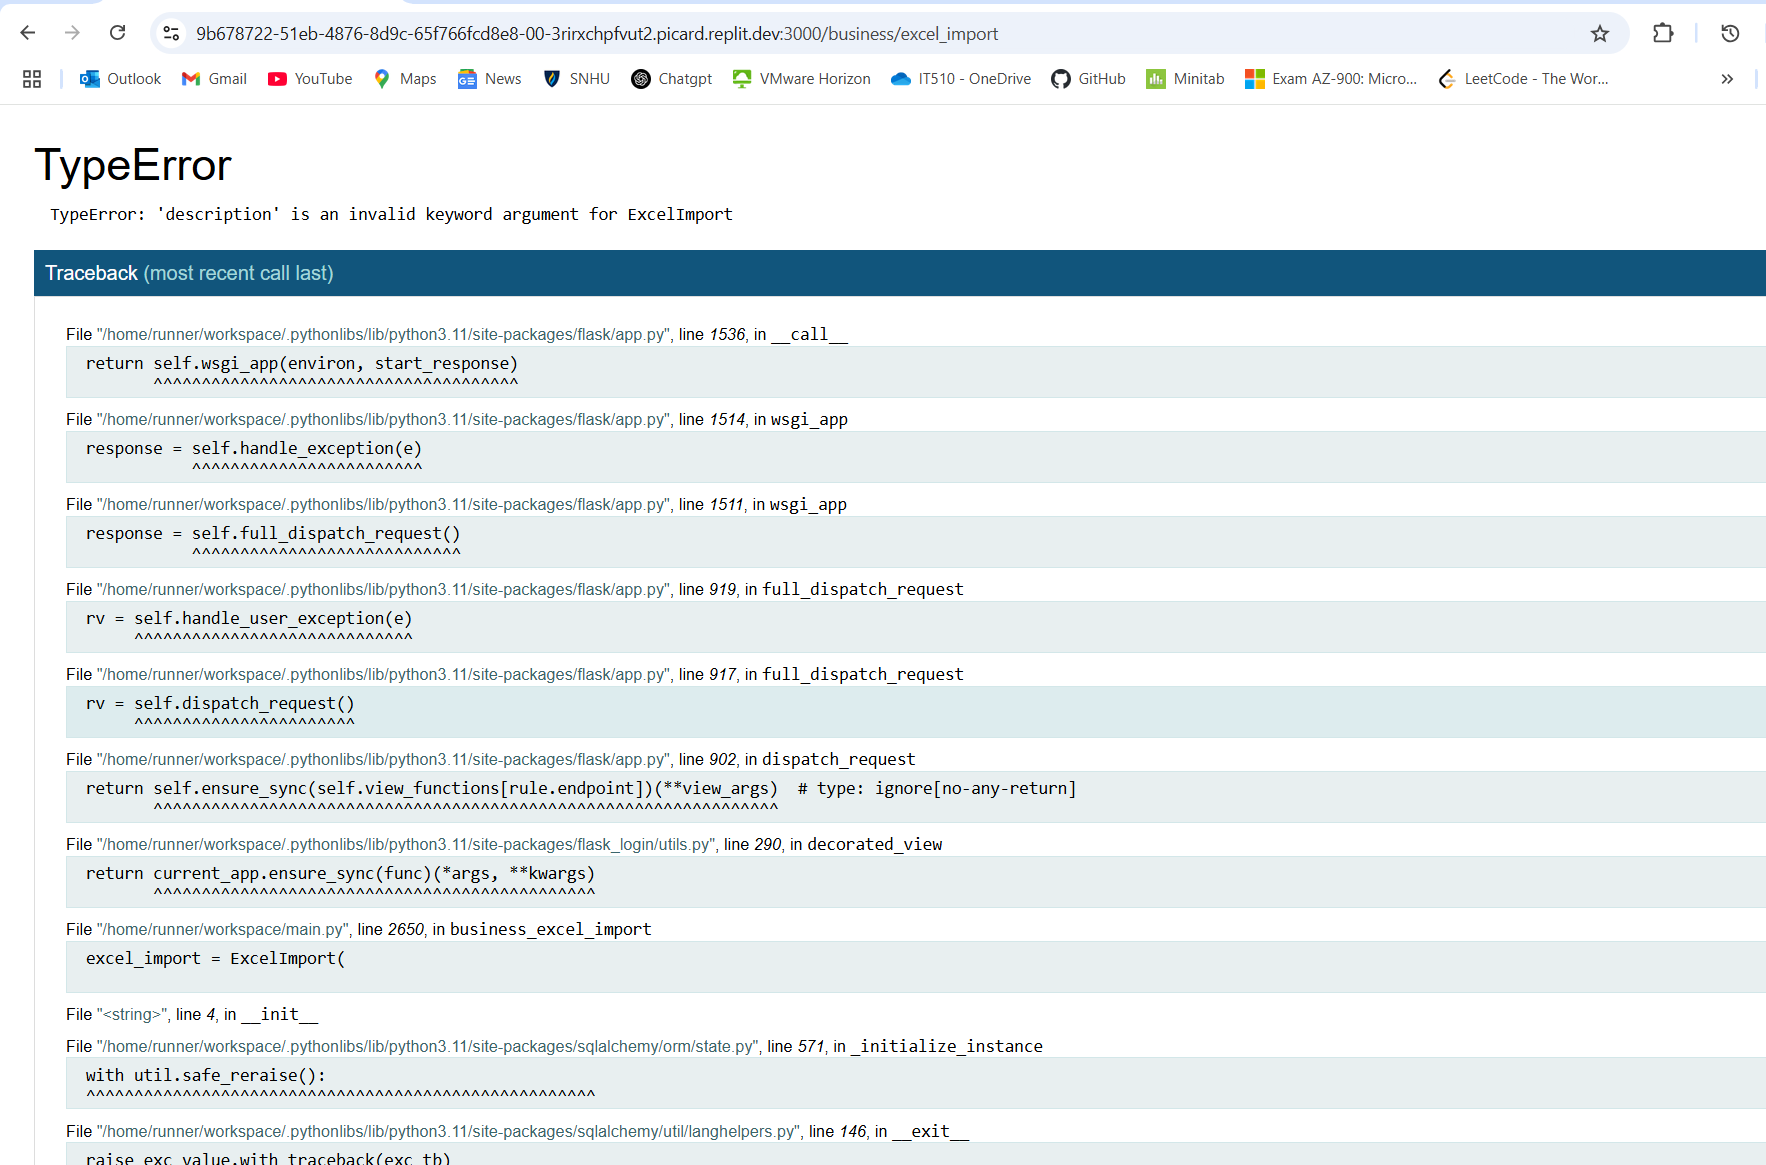 9b678722-51eb-4876-8d9c-65f766fcd8e8-00-3rirxchpfvut2.picard.replit.dev:3000/business/excel_import
Outlook Gmail YouTube Maps News SNHU Chatgpt VMware Horizon IT510 - OneDrive GitHub Minitab Exam AZ-900: Micro... LeetCode - The Wor... »
TypeError
TypeError: 'description' is an invalid keyword argument for ExcelImport
Traceback (most recent call last)
File "/home/runner/workspace/.pythonlibs/lib/python3.11/site-packages/flask/app.py", line 1536, in __call__
return self.wsgi_app(environ, start_response)
^^^^^^^^^^^^^^^^^^^^^^^^^^^^^^^^^^^^^^
File "/home/runner/workspace/.pythonlibs/lib/python3.11/site-packages/flask/app.py", line 1514, in wsgi_app
response = self.handle_exception(e)
^^^^^^^^^^^^^^^^^^^^^^^^
File "/home/runner/workspace/.pythonlibs/lib/python3.11/site-packages/flask/app.py", line 1511, in wsgi_app
response = self.full_dispatch_request()
^^^^^^^^^^^^^^^^^^^^^^^^^^^^
File "/home/runner/workspace/.pythonlibs/lib/python3.11/site-packages/flask/app.py", line 919, in full_dispatch_request
rv = self.handle_user_exception(e)
^^^^^^^^^^^^^^^^^^^^^^^^^^^^^
File "/home/runner/workspace/.pythonlibs/lib/python3.11/site-packages/flask/app.py", line 917, in full_dispatch_request
rv = self.dispatch_request()
^^^^^^^^^^^^^^^^^^^^^^^
File "/home/runner/workspace/.pythonlibs/lib/python3.11/site-packages/flask/app.py", line 902, in dispatch_request
return self.ensure_sync(self.view_functions[rule.endpoint])(**view_args)  # type: ignore[no-any-return]
^^^^^^^^^^^^^^^^^^^^^^^^^^^^^^^^^^^^^^^^^^^^^^^^^^^^^^^^^^^^^^^^^
File "/home/runner/workspace/.pythonlibs/lib/python3.11/site-packages/flask_login/utils.py", line 290, in decorated_view
return current_app.ensure_sync(func)(*args, **kwargs)
^^^^^^^^^^^^^^^^^^^^^^^^^^^^^^^^^^^^^^^^^^^^^^
File "/home/runner/workspace/main.py", line 2650, in business_excel_import
excel_import = ExcelImport(
File "<string>", line 4, in __init__
File "/home/runner/workspace/.pythonlibs/lib/python3.11/site-packages/sqlalchemy/orm/state.py", line 571, in _initialize_instance
with util.safe_reraise():
^^^^^^^^^^^^^^^^^^^^^^^^^^^^^^^^^^^^^^^^^^^^^^^^^^^^^
File "/home/runner/workspace/.pythonlibs/lib/python3.11/site-packages/sqlalchemy/util/langhelpers.py", line 146, in __exit__
raise exc_value.with_traceback(exc_tb)